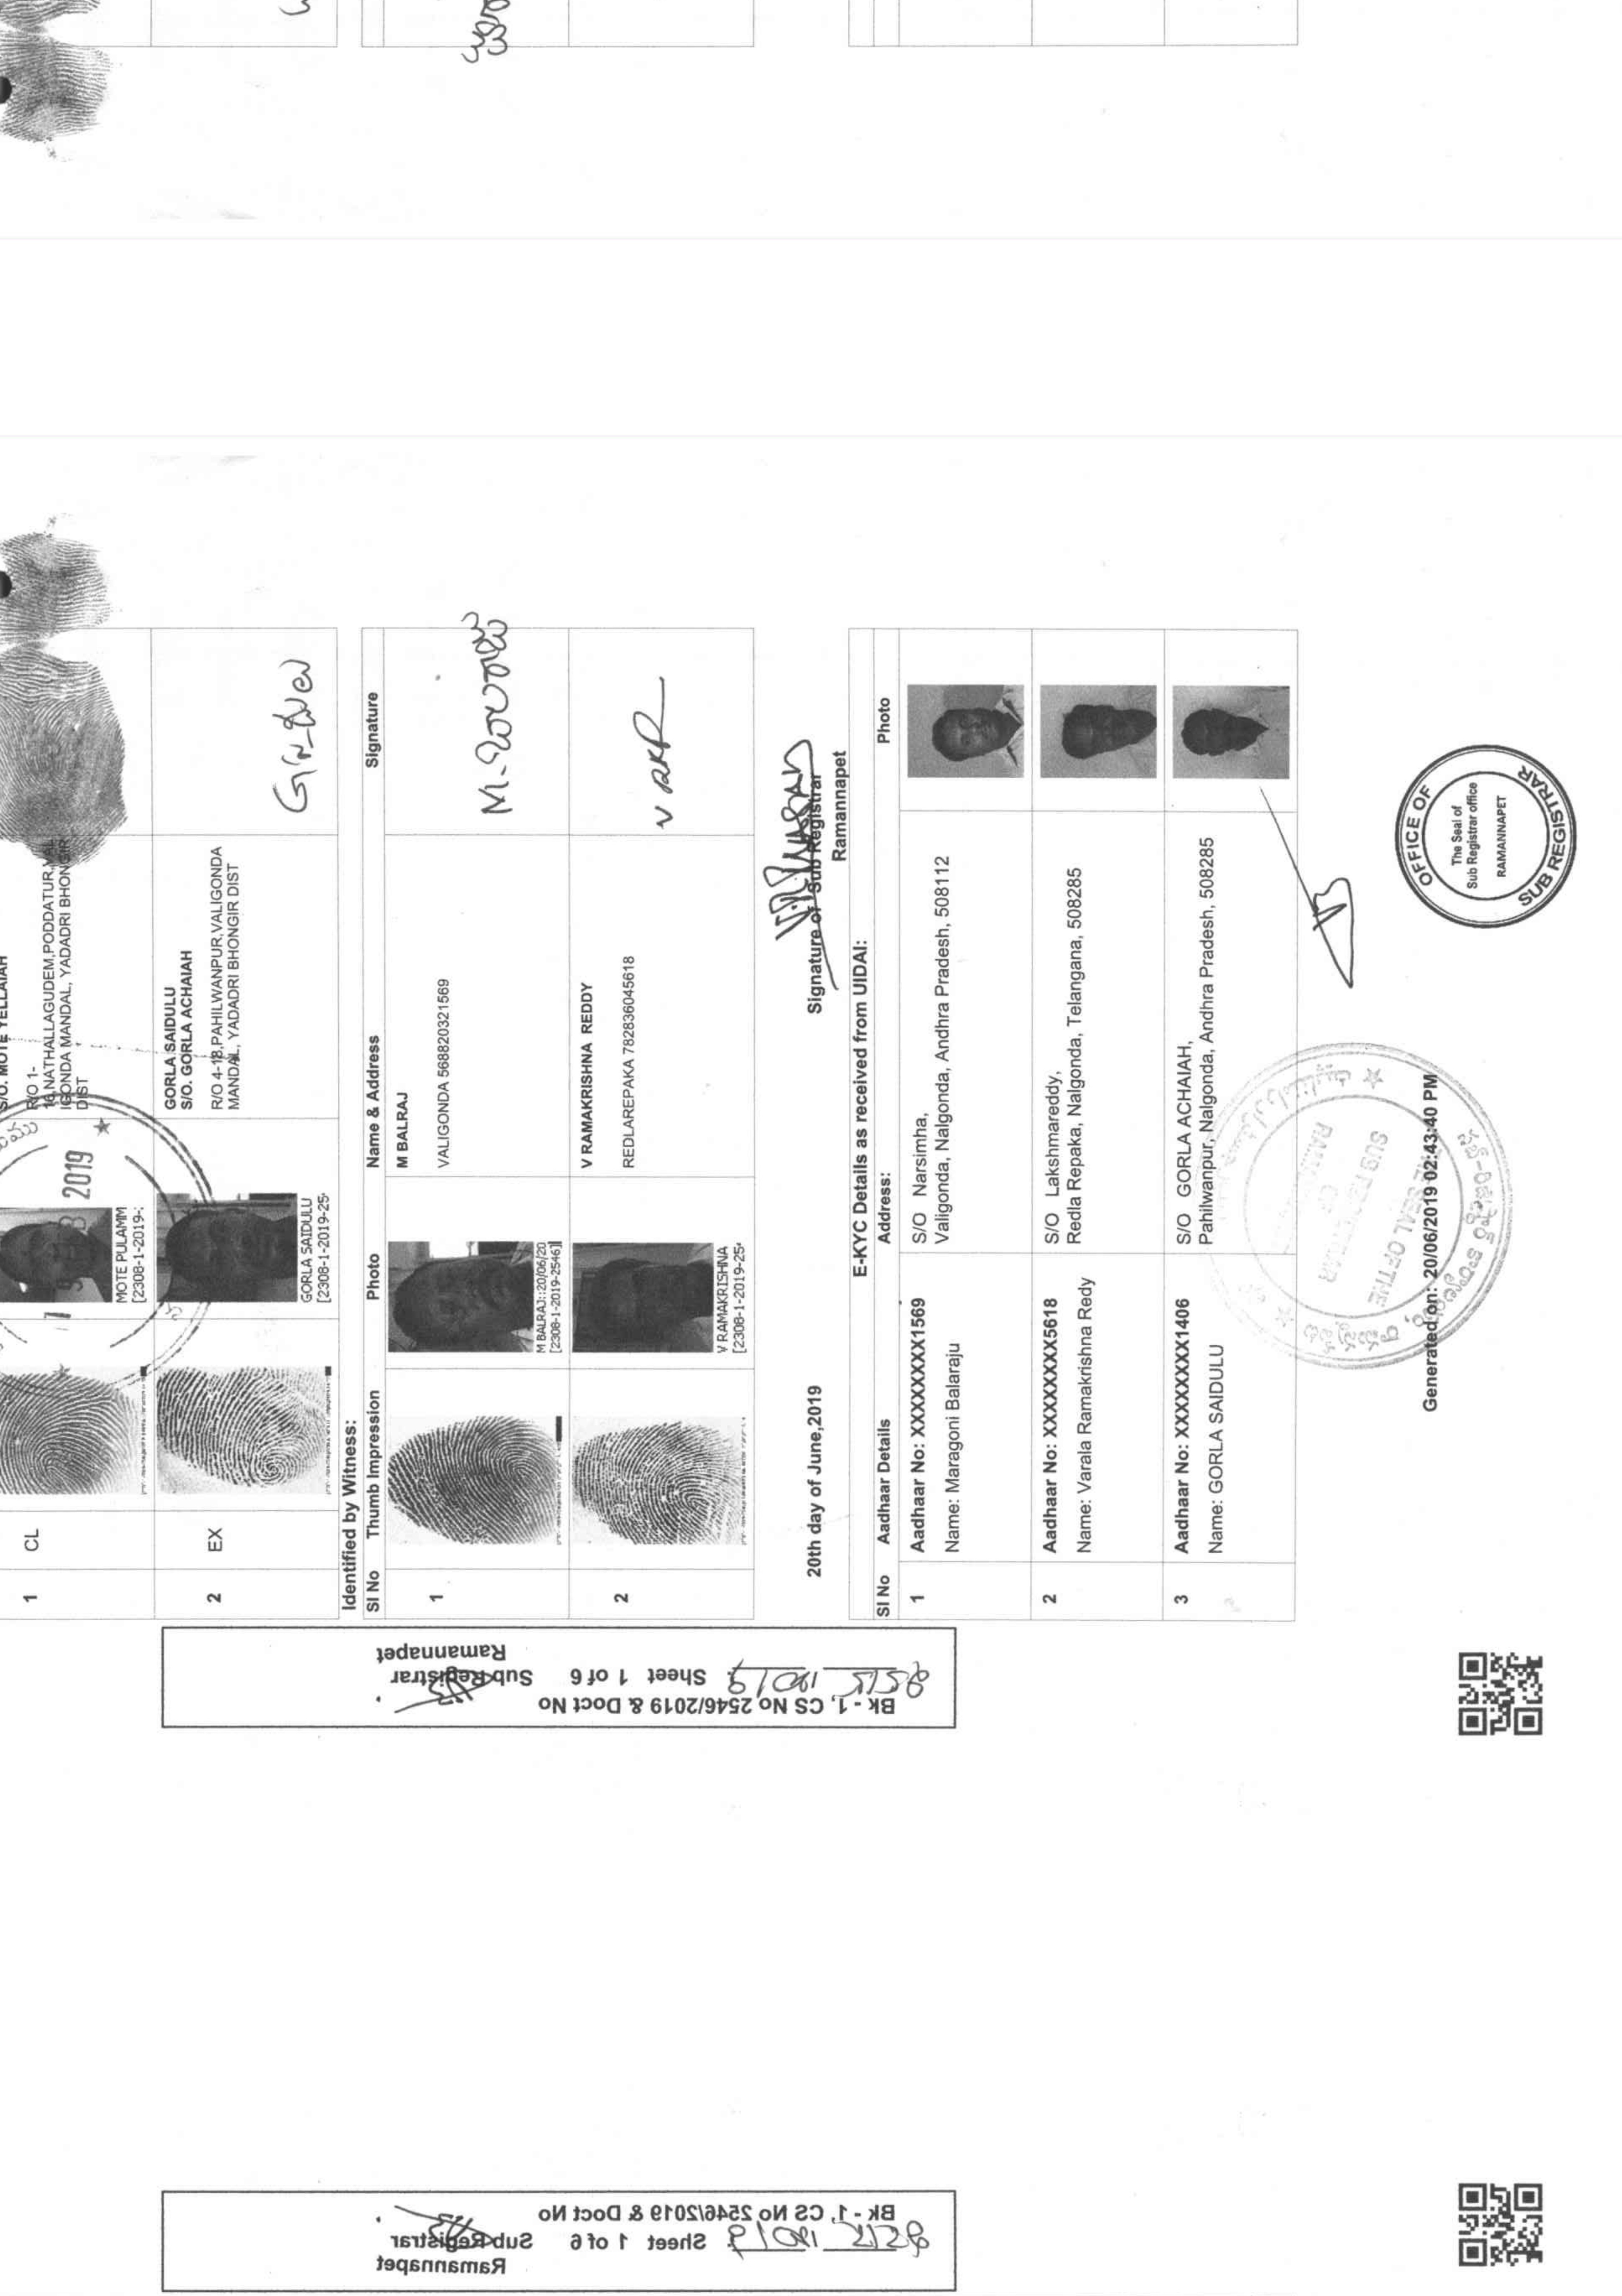 S/O. MOTE YELLAIAH
1 CL R/O 1-
16,NATHALLAGUDEM,PODDATUR,VAL
IGONDA MANDAL, YADADRI BHONGIR
DIST
MOTE PULAMM
[2308-1-2019-:
2019
2 EX GORLA SAIDULU
S/O. GORLA ACHAIAH
R/O 4-18,PAHILWANPUR,VALIGONDA
MANDAL, YADADRI BHONGIR DIST
GORLA SAIDULU
[2308-1-2019-25
Identified by Witness:
Sl No Thumb Impression Photo Name & Address Signature
1 M BALRAJ
VALIGONDA 568820321569
M BALRAJ::20/06/20
[2308-1-2019-2546]
2 V RAMAKRISHNA REDDY
REDLAREPAKA 782836045618
V RAMAKRISHNA
[2308-1-2019-25
20th day of June,2019
Signature of Sub Registrar
Ramannapet
E-KYC Details as received from UIDAI:
Sl No Aadhaar Details Address: Photo
1 Aadhaar No: XXXXXXXX1569
Name: Maragoni Balaraju
S/O Narsimha,
Valigonda, Nalgonda, Andhra Pradesh, 508112
2 Aadhaar No: XXXXXXXX5618
Name: Varala Ramakrishna Redy
S/O Lakshmareddy,
Redla Repaka, Nalgonda, Telangana, 508285
3 Aadhaar No: XXXXXXXX1406
Name: GORLA SAIDULU
S/O GORLA ACHAIAH,
Pahilwanpur, Nalgonda, Andhra Pradesh, 508285
THE SEAL OF THE
SUB REGISTRAR
Generated on: 20/06/2019 02:43:40 PM
OFFICE OF
The Seal of
Sub Registrar office
RAMANNAPET
SUB REGISTRAR
Bk - 1, CS No 2546/2019 & Doct No
Sheet 1 of 6 Sub Registrar
Ramannapet
Bk - 1, CS No 2546/2019 & Doct No
Sheet 1 of 6 Sub Registrar
Ramannapet